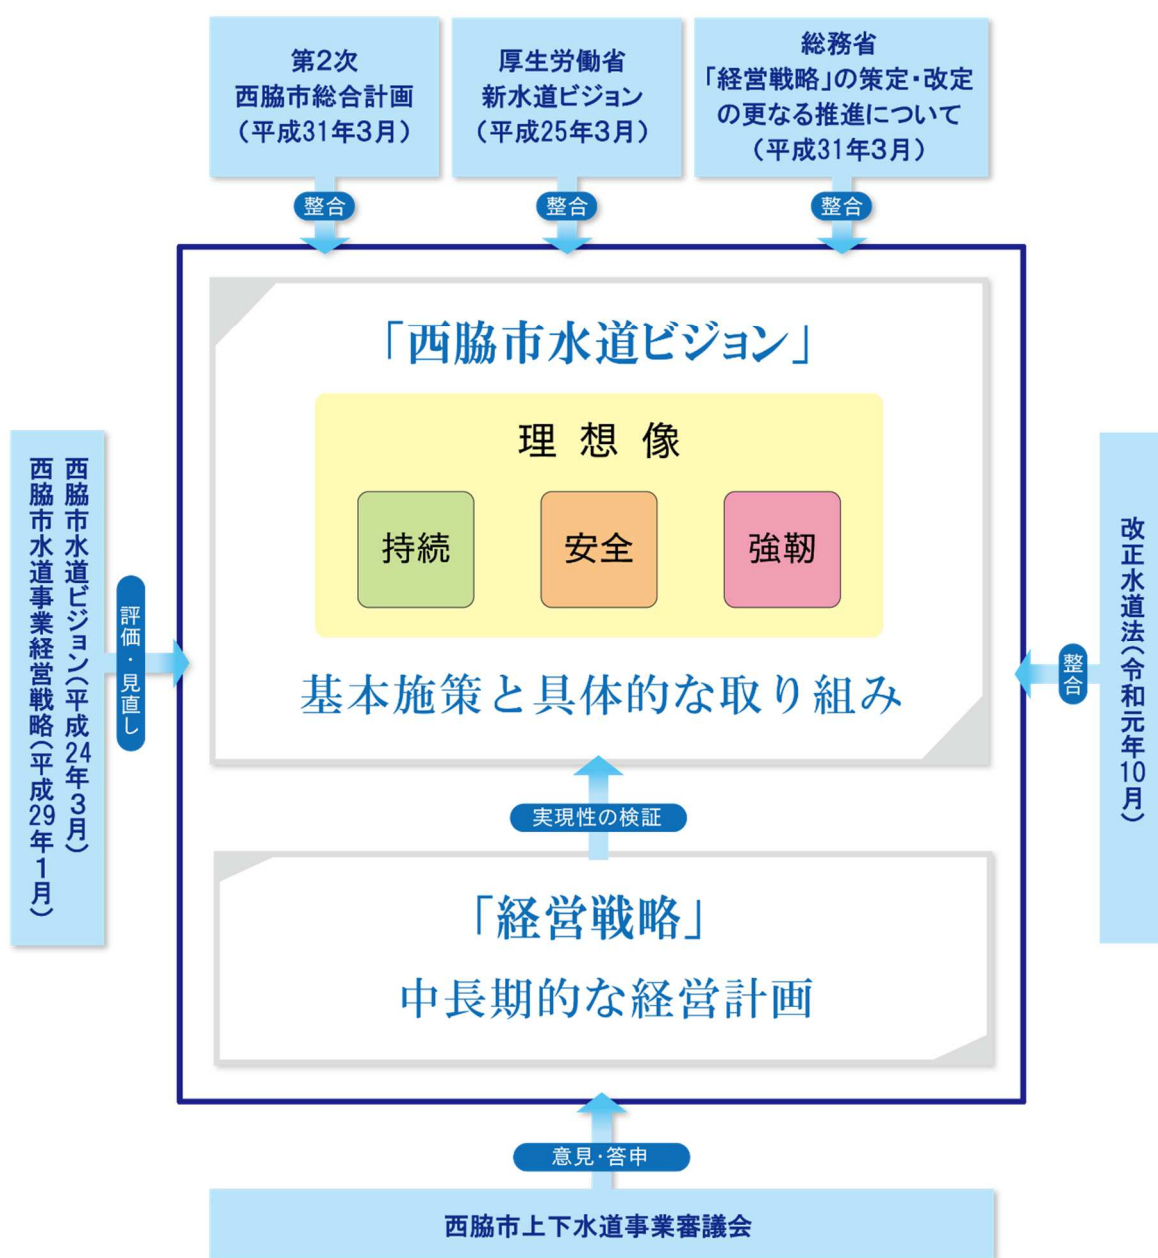 第2次
西脇市総合計画
(平成31年3月)
厚生労働省
新水道ビジョン
(平成25年3月)
総務省
「経営戦略」の策定・改定
の更なる推進について
(平成31年3月)
整合
整合
整合
「西脇市水道ビジョン」
理想像
持続
安全
強靭
基本施策と具体的な取り組み
西脇市水道ビジョン(平成24年3月)
西脇市水道事業経営戦略(平成29年1月)
評価・見直し
改正水道法(令和元年10月)
整合
実現性の検証
「経営戦略」
中長期的な経営計画
意見・答申
西脇市上下水道事業審議会